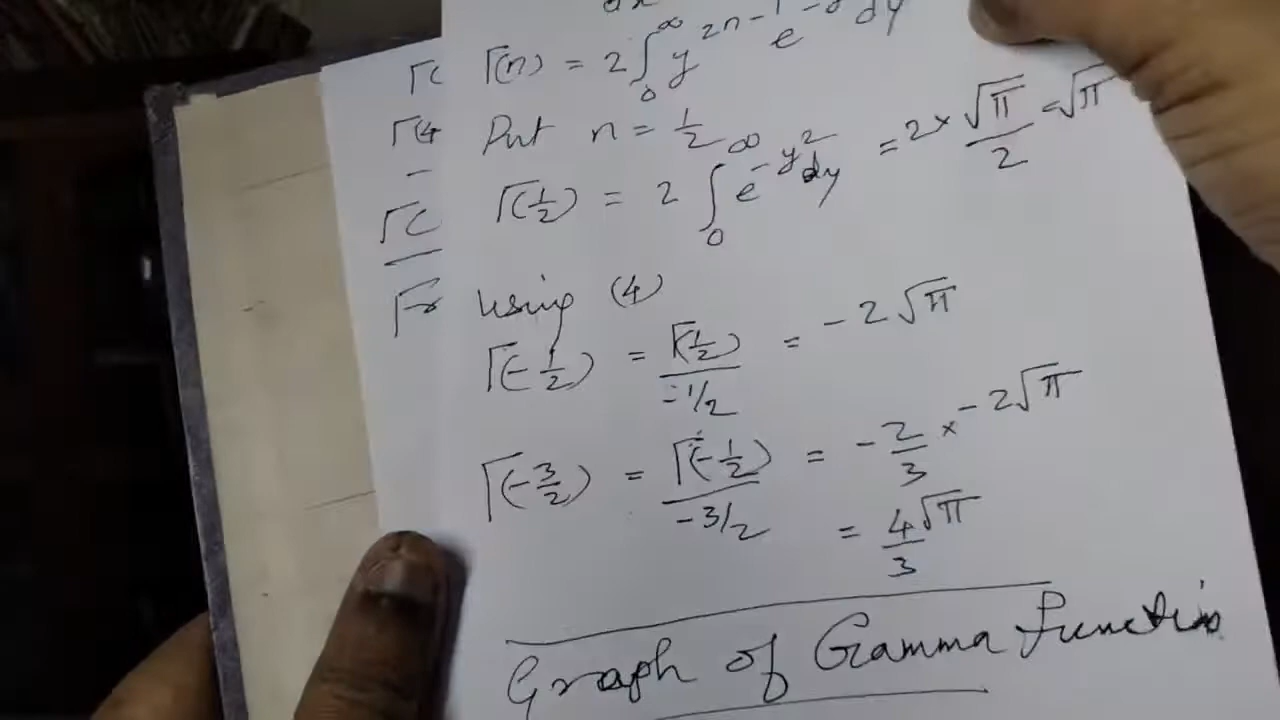 Γ(n) = 2 ∫₀^∞ y^{2n-1} e dy
Γ(4 Put n = 1/2
Γ(1/2) = 2 ∫₀^∞ e^{-y²} dy = 2 × √π/2 = √π
Using (4)
Γ(-1/2) = Γ(1/2)/(-1/2) = -2√π
Γ(-3/2) = Γ(-1/2)/(-3/2) = -2/3 × -2√π
= 4/3 √π
Graph of Gamma function